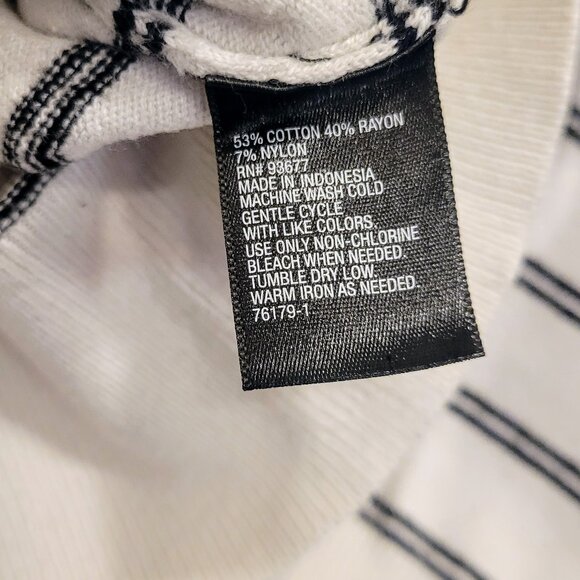 53% COTTON 40% RAYON
7% NYLON
RN# 93677
MADE IN INDONESIA
MACHINE WASH COLD
GENTLE CYCLE
WITH LIKE COLORS.
USE ONLY NON-CHLORINE
BLEACH WHEN NEEDED.
TUMBLE DRY LOW.
WARM IRON AS NEEDED.
76179-1